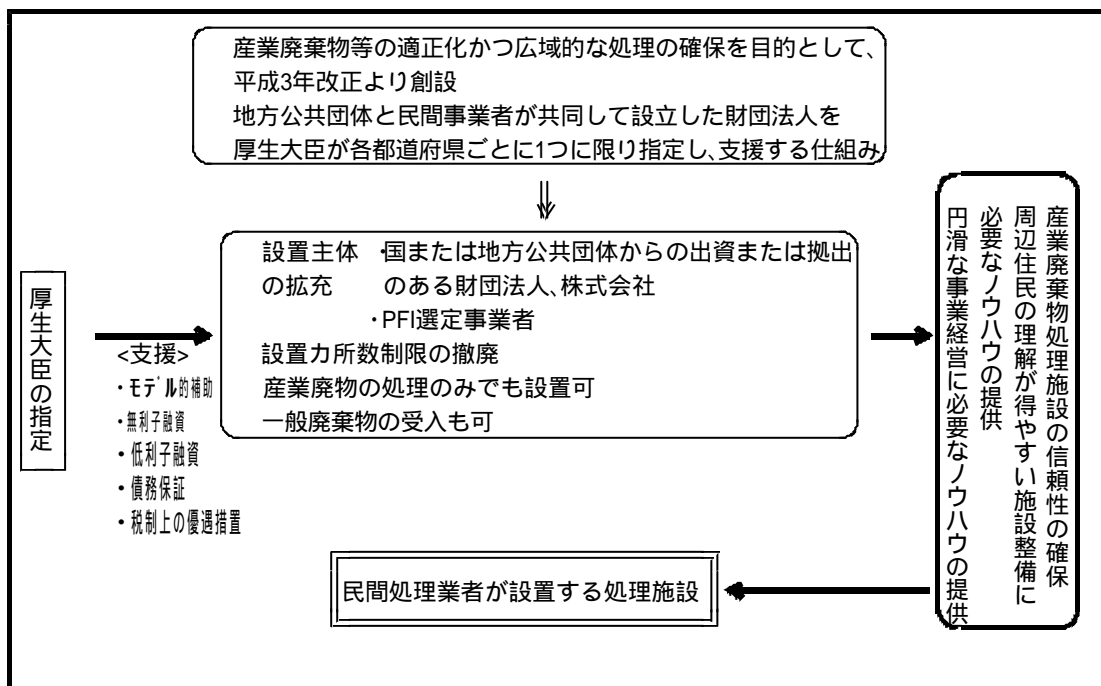 産業廃棄物等の適正化かつ広域的な処理の確保を目的として、
平成3年改正より創設
地方公共団体と民間事業者が共同して設立した財団法人を
厚生大臣が各都道府県ごとに1つに限り指定し、支援する仕組み
⇓
設置主体 ・国または地方公共団体からの出資または拠出
の拡充 のある財団法人、株式会社
・PFI選定事業者
設置カ所数制限の撤廃
産業廃物の処理のみでも設置可
一般廃棄物の受入も可
厚生大臣の指定
<支援>
・モデル的補助
・無利子融資
・低利子融資
・債務保証
・税制上の優遇措置
産業廃棄物処理施設の信頼性の確保
周辺住民の理解が得やすい施設整備に
必要なノウハウの提供
円滑な事業経営に必要なノウハウの提供
民間処理業者が設置する処理施設